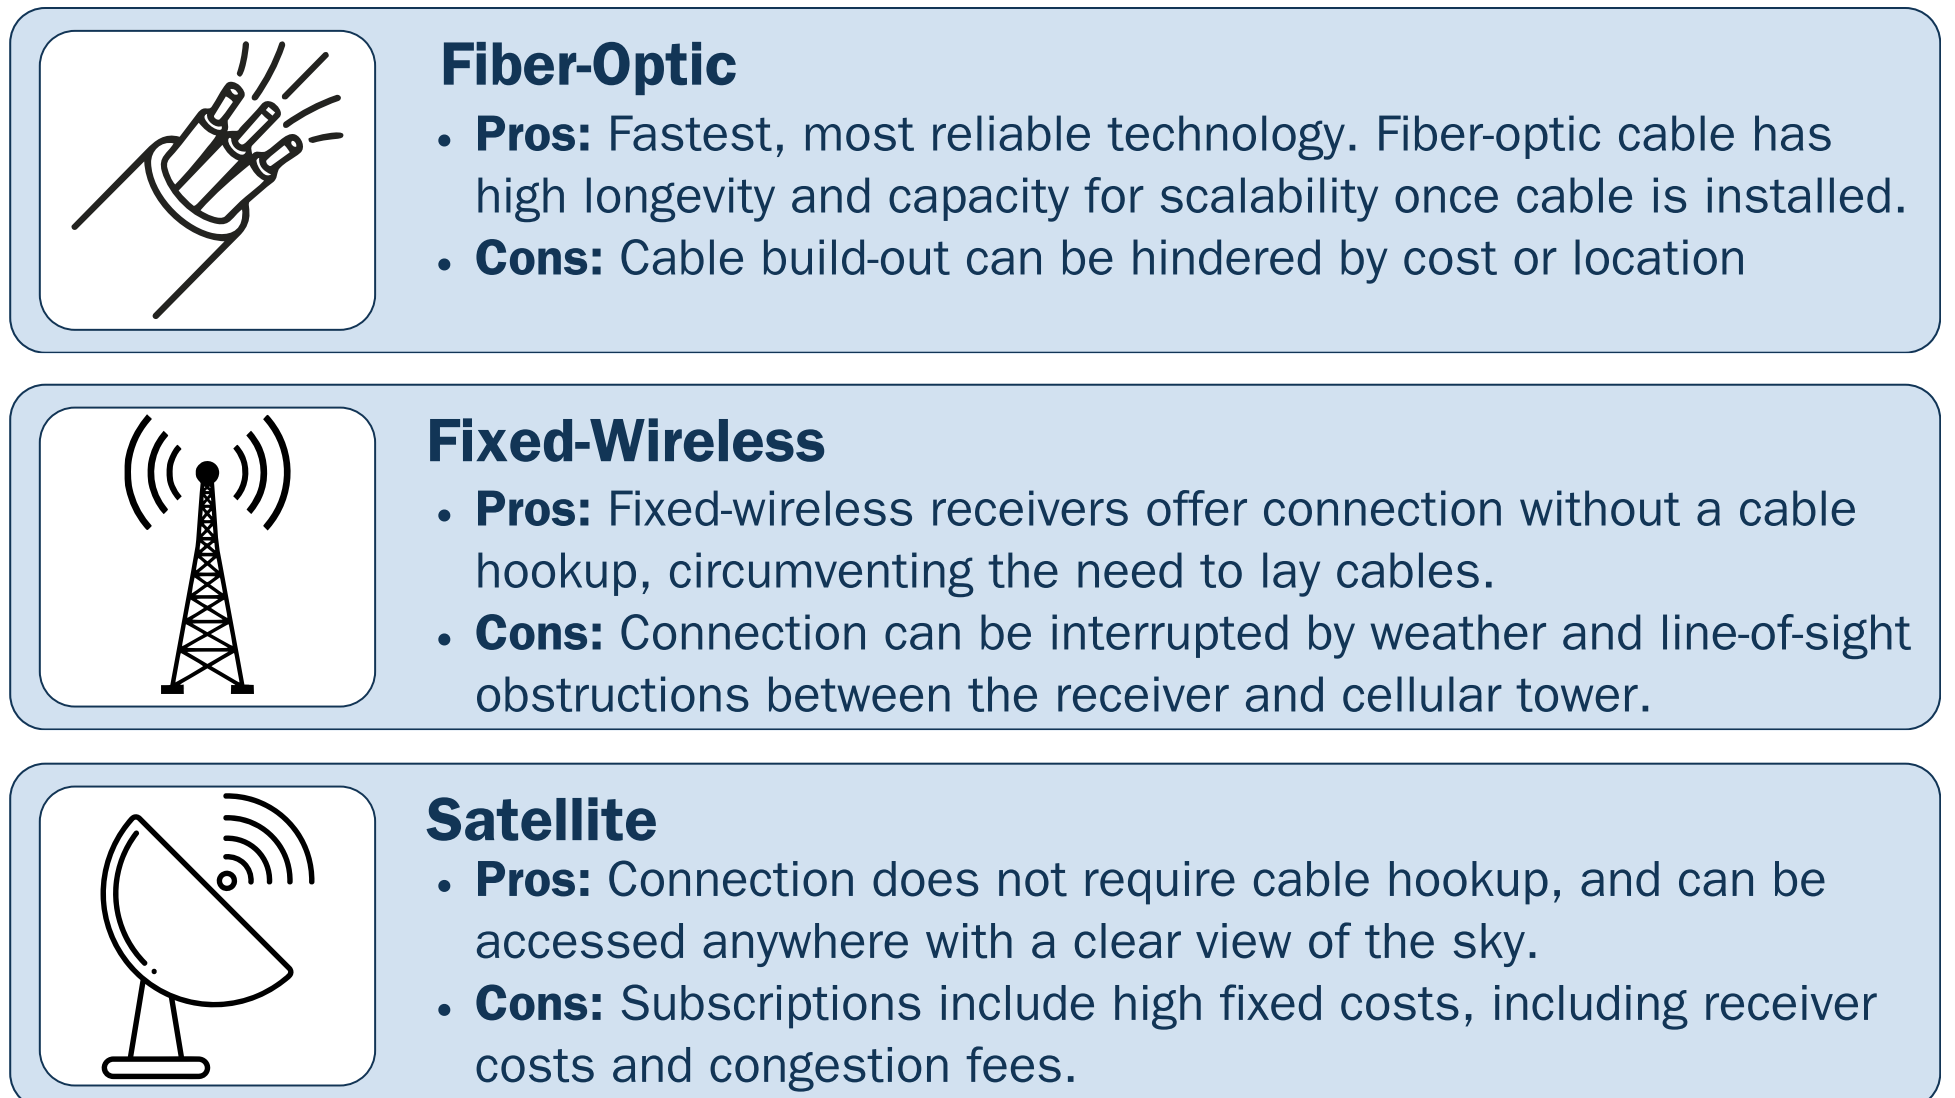 Fiber-Optic
• Pros: Fastest, most reliable technology. Fiber-optic cable has
high longevity and capacity for scalability once cable is installed.
• Cons: Cable build-out can be hindered by cost or location
Fixed-Wireless
• Pros: Fixed-wireless receivers offer connection without a cable
hookup, circumventing the need to lay cables.
• Cons: Connection can be interrupted by weather and line-of-sight
obstructions between the receiver and cellular tower.
Satellite
• Pros: Connection does not require cable hookup, and can be
accessed anywhere with a clear view of the sky.
• Cons: Subscriptions include high fixed costs, including receiver
costs and congestion fees.